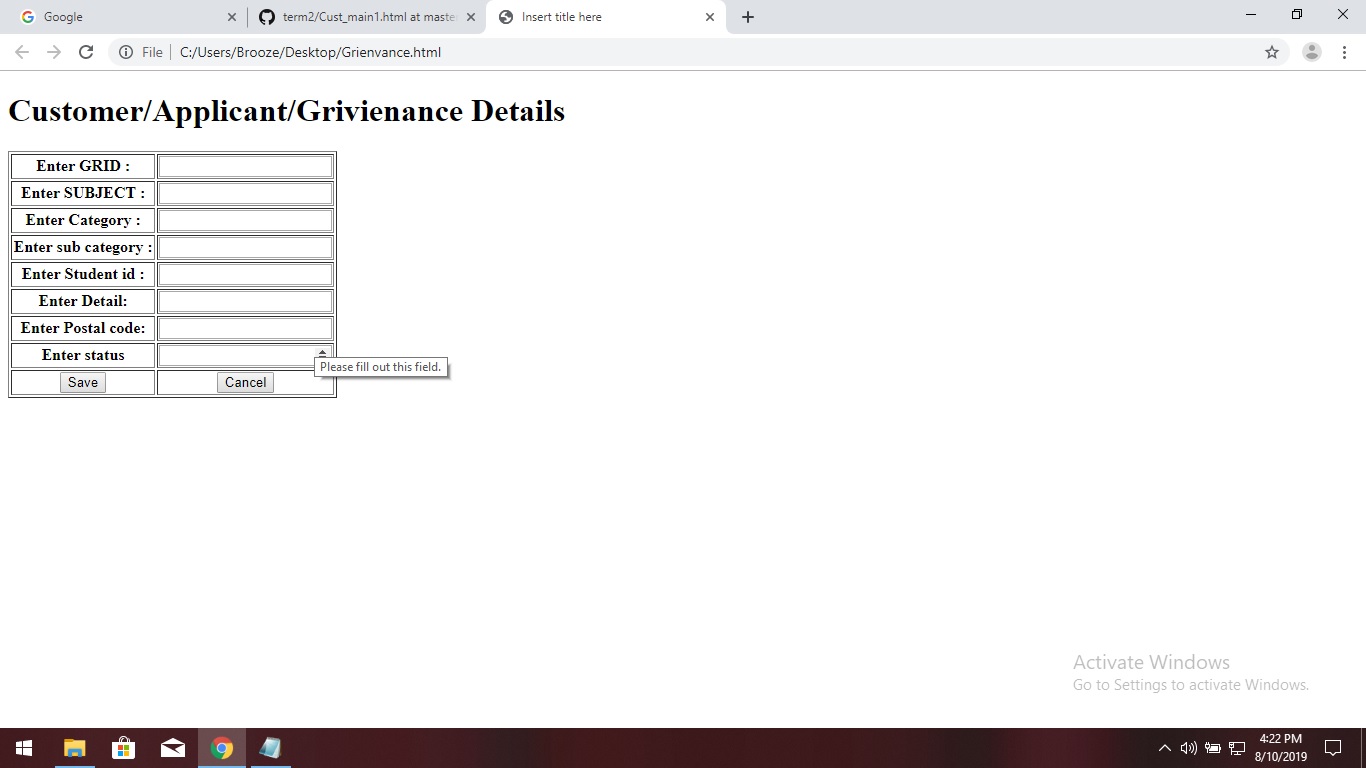 Google
term2/Cust_main1.html at maste
Insert title here
File
C:/Users/Brooze/Desktop/Grienvance.html
Customer/Applicant/Grivienance Details
Enter GRID :
Enter SUBJECT :
Enter Category :
Enter sub category :
Enter Student id :
Enter Detail:
Enter Postal code:
Enter status
Please fill out this field.
Save Cancel
Activate Windows
Go to Settings to activate Windows.
4:22 PM
8/10/2019